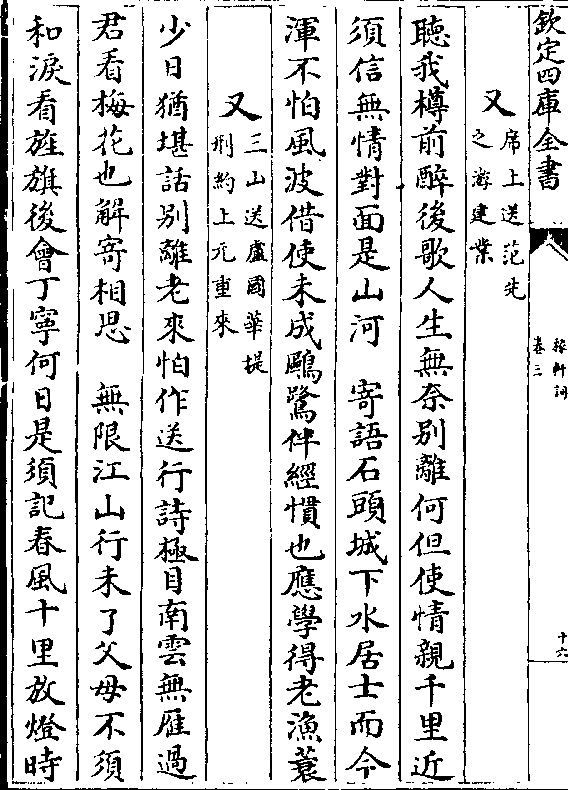 欽定四庫全書
稼軒詞
卷三
十六
又
席上送范先
之游建業
聽我樽前醉後歌人生無奈别離何但使情親千里近
須信無情對面是山河　寄語石頭城下水居士而今
渾不怕風波借使未成鷗鷺伴經慣也應學得老漁蓑
又
三山送盧國華提
刑約上元重來
少日猶堪話别離老來怕作送行詩極目南雲無雁過
君看梅花也解寄相思　無限江山行未了父母不須
和淚看旌旗後會丁寧何日是須記春風十里放燈時